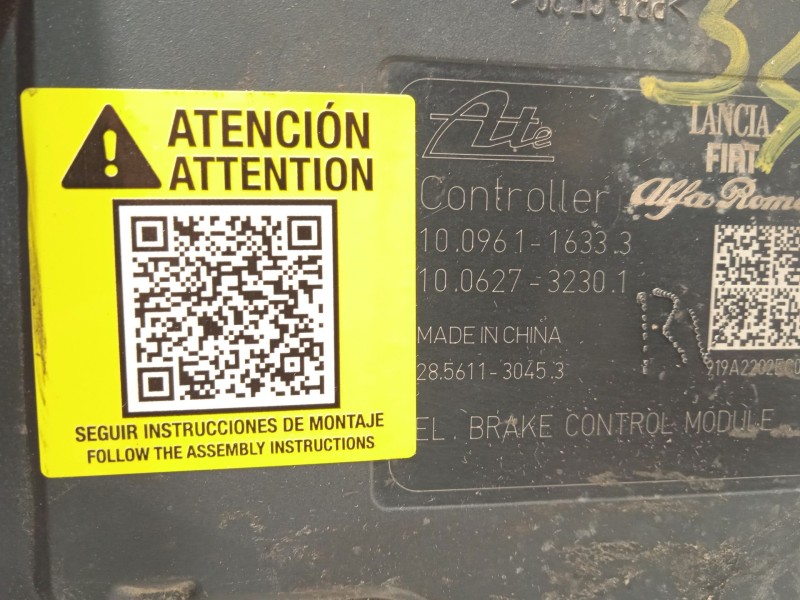 ATENCIÓN
ATTENTION
SEGUIR INSTRUCCIONES DE MONTAJE
FOLLOW THE ASSEMBLY INSTRUCTIONS
Ate
Controller
10.0961-1633.3
10.0627-3230.1
MADE IN CHINA
28.5611-3045.3
EL. BRAKE CONTROL MODULE
LANCIA
FIAT
Alfa Rome